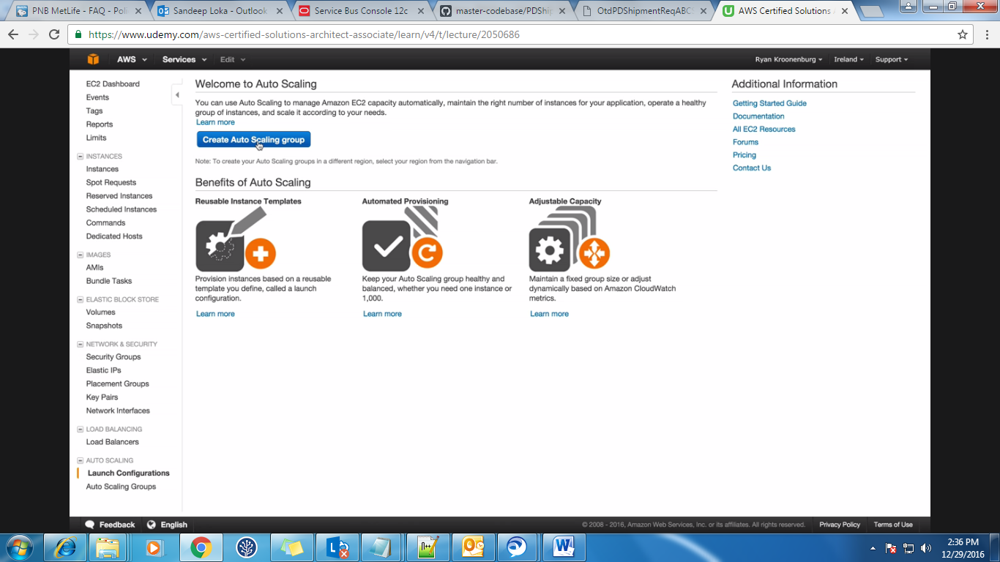 PNB MetLife - FAQ - Poli
Sandeep Loka - Outlook
Service Bus Console 12c
master-codebase/PDShip
OtdPDShipmentReqABCS
AWS Certified Solutions A
https://www.udemy.com/aws-certified-solutions-architect-associate/learn/v4/t/lecture/2050686
AWS
Services
Edit
Ryan Kroonenburg
Ireland
Support
EC2 Dashboard
Events
Tags
Reports
Limits
INSTANCES
Instances
Spot Requests
Reserved Instances
Scheduled Instances
Commands
Dedicated Hosts
IMAGES
AMIs
Bundle Tasks
ELASTIC BLOCK STORE
Volumes
Snapshots
NETWORK & SECURITY
Security Groups
Elastic IPs
Placement Groups
Key Pairs
Network Interfaces
LOAD BALANCING
Load Balancers
AUTO SCALING
Launch Configurations
Auto Scaling Groups
Welcome to Auto Scaling
You can use Auto Scaling to manage Amazon EC2 capacity automatically, maintain the right number of instances for your application, operate a healthy
group of instances, and scale it according to your needs.
Learn more
Create Auto Scaling group
Note: To create your Auto Scaling groups in a different region, select your region from the navigation bar.
Benefits of Auto Scaling
Reusable Instance Templates
Provision instances based on a reusable
template you define, called a launch
configuration.
Learn more
Automated Provisioning
Keep your Auto Scaling group healthy and
balanced, whether you need one instance or
1,000.
Learn more
Adjustable Capacity
Maintain a fixed group size or adjust
dynamically based on Amazon CloudWatch
metrics.
Learn more
Additional Information
Getting Started Guide
Documentation
All EC2 Resources
Forums
Pricing
Contact Us
Feedback
English
© 2008 - 2016, Amazon Web Services, Inc. or its affiliates. All rights reserved.
Privacy Policy
Terms of Use
2:36 PM
12/29/2016